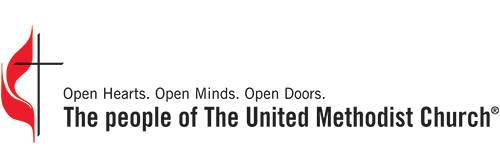 Open Hearts. Open Minds. Open Doors.
The people of The United Methodist Church®